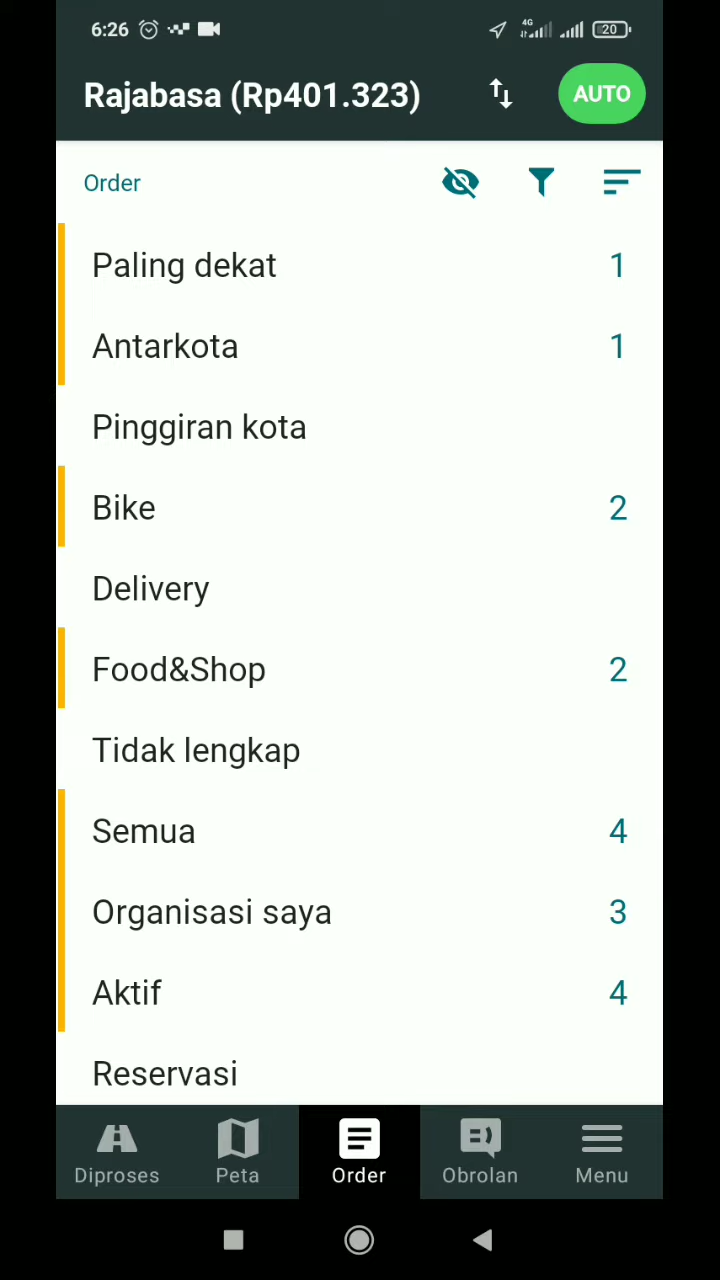 6:26 4G 20
Rajabasa (Rp401.323) AUTO
Order
Paling dekat 1
Antarkota 1
Pinggiran kota
Bike 2
Delivery
Food&Shop 2
Tidak lengkap
Semua 4
Organisasi saya 3
Aktif 4
Reservasi
Diproses Peta Order Obrolan Menu